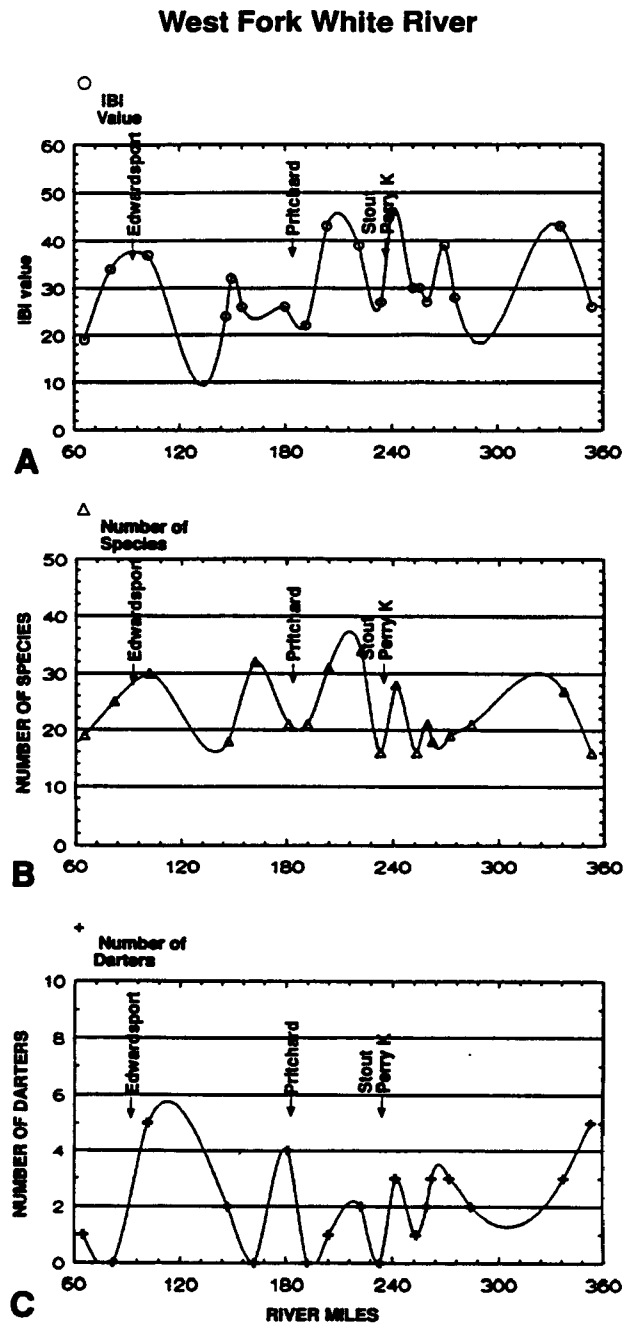 West Fork White River
IBI
Value
60
50
40
30
20
10
0
IBI value
Edwardsport
Pritchard
Stout
Perry K
60 120 180 240 300 360
A
Number of
Species
50
40
30
20
10
0
NUMBER OF SPECIES
Edwardsport
Pritchard
Stout
Perry K
60 120 180 240 300 360
B
Number of
Darters
10
8
6
4
2
0
NUMBER OF DARTERS
Edwardsport
Pritchard
Stout
Perry K
60 120 180 240 300 360
C
RIVER MILES